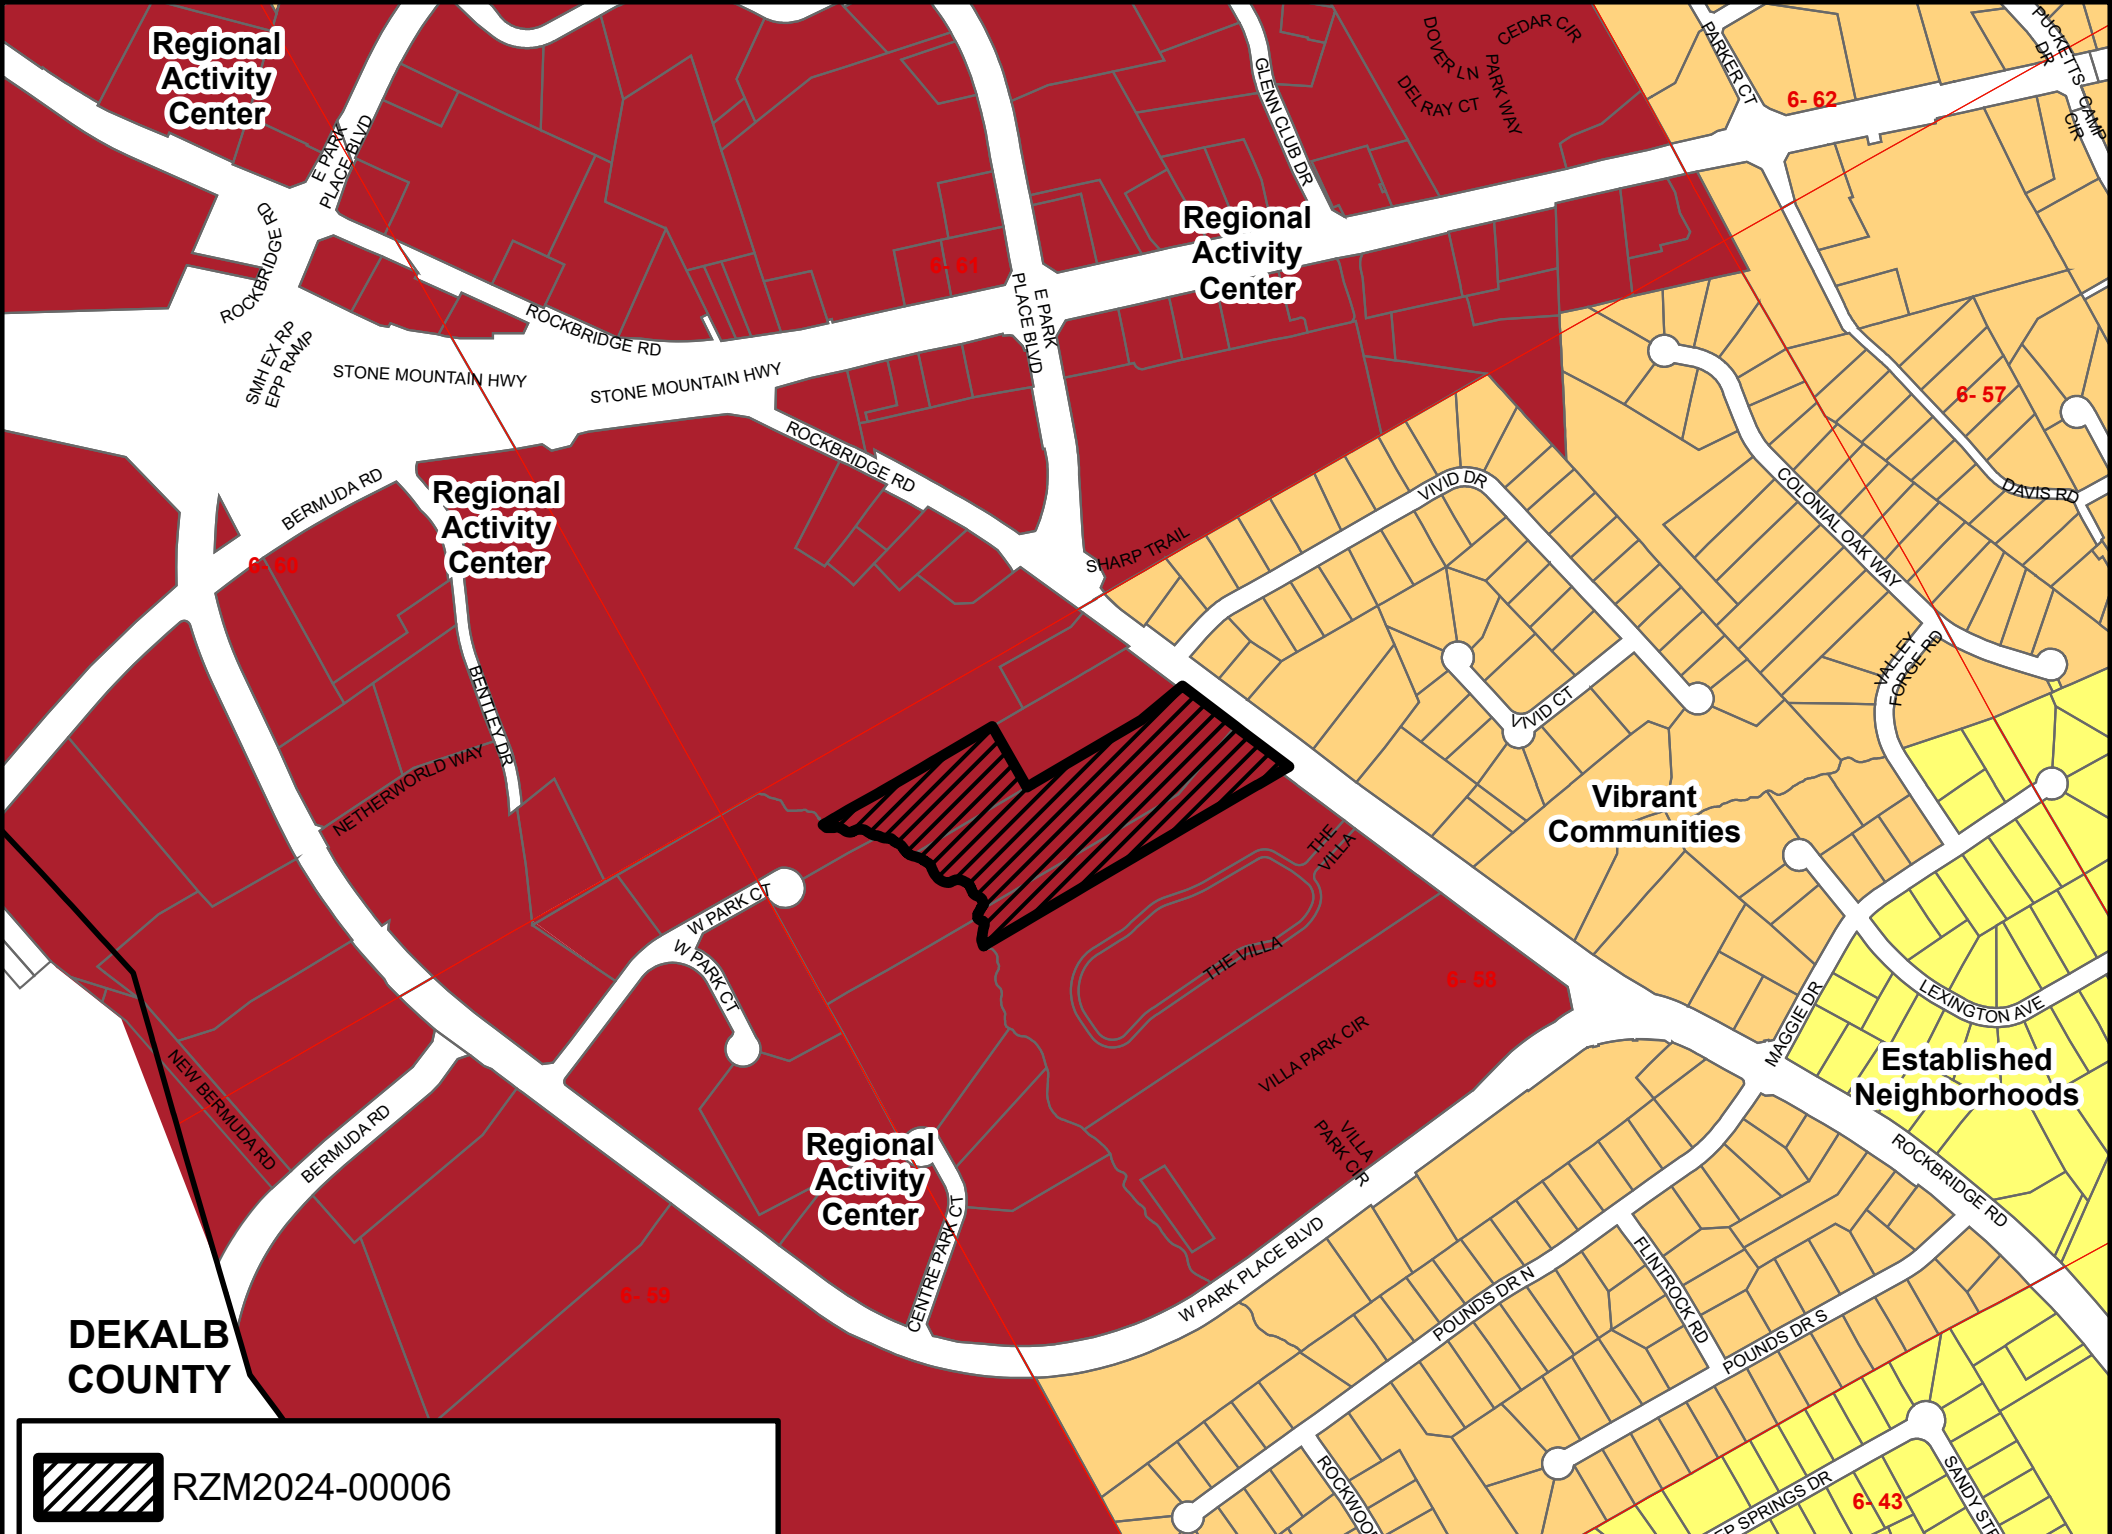 Regional
Activity
Center
DOVER LN
CEDAR CIR
PARK WAY
DEL RAY CT
PARKER CT
PUCKETTS
DR
CAMP
CIR
6- 62
GLENN CLUB DR
E PARK
PLACE BLVD
ROCKBRIDGE RD
Regional
Activity
Center
6- 61
E PARK
PLACE BLVD
ROCKBRIDGE RD
SMH EX RP
EPP RAMP
STONE MOUNTAIN HWY
STONE MOUNTAIN HWY
6- 57
ROCKBRIDGE RD
VIVID DR
COLONIAL OAK WAY
DAVIS RD
BERMUDA RD
Regional
Activity
Center
6- 60
SHARP TRAIL
VALLEY
FORGE RD
BENTLEY DR
VIVID CT
NETHERWORLD WAY
Vibrant
Communities
THE
VILLA
W PARK CT
W PARK CT
THE VILLA
6- 58
LEXINGTON AVE
MAGGIE DR
VILLA PARK CIR
Established
Neighborhoods
NEW BERMUDA RD
BERMUDA RD
Regional
Activity
Center
VILLA
PARK CIR
ROCKBRIDGE RD
CENTRE PARK CT
W PARK PLACE BLVD
6- 59
POUNDS DR N
FLINTROCK RD
POUNDS DR S
DEKALB
COUNTY
RZM2024-00006
ROCKWOO
EP SPRINGS DR
6- 43
SANDY ST